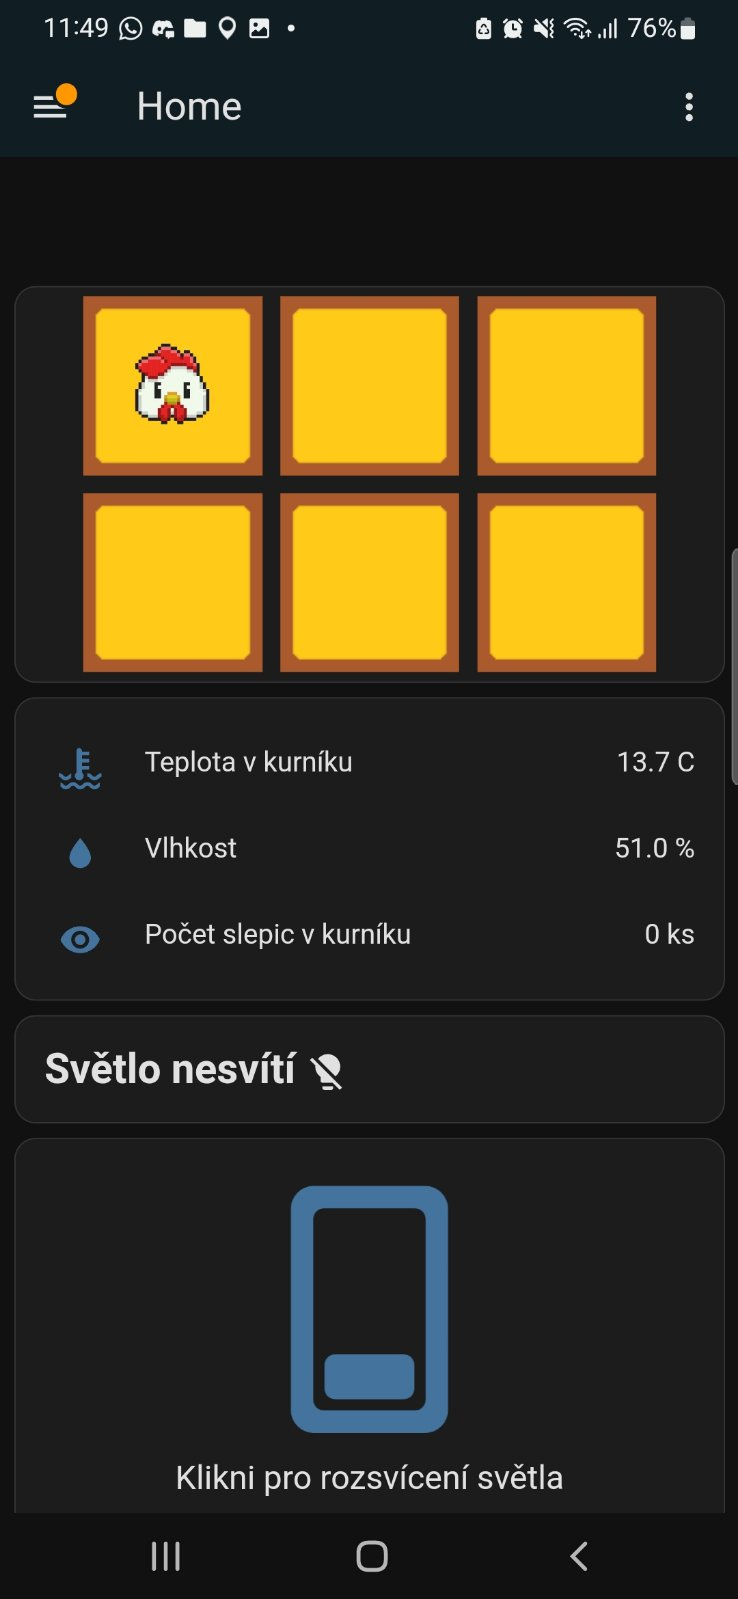 11:49
76%
Home
Teplota v kurníku 13.7 C
Vlhkost 51.0 %
Počet slepic v kurníku 0 ks
Světlo nesvítí
Klikni pro rozsvícení světla